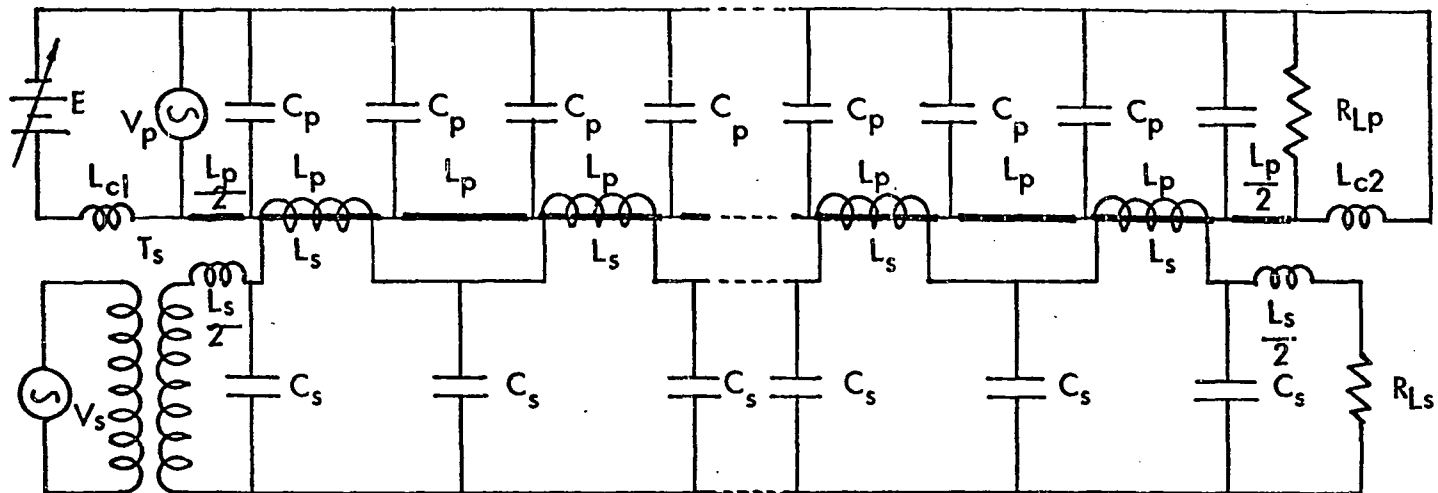 E
V_p
C_p C_p C_p C_p C_p C_p C_p
R_Lp
L_c1
L_p/2
L_p L_p L_p L_p L_p L_p
L_p/2
L_c2
T_s
L_s L_s L_s L_s
L_s/2
L_s/2
V_s
C_s C_s C_s C_s C_s C_s
R_Ls